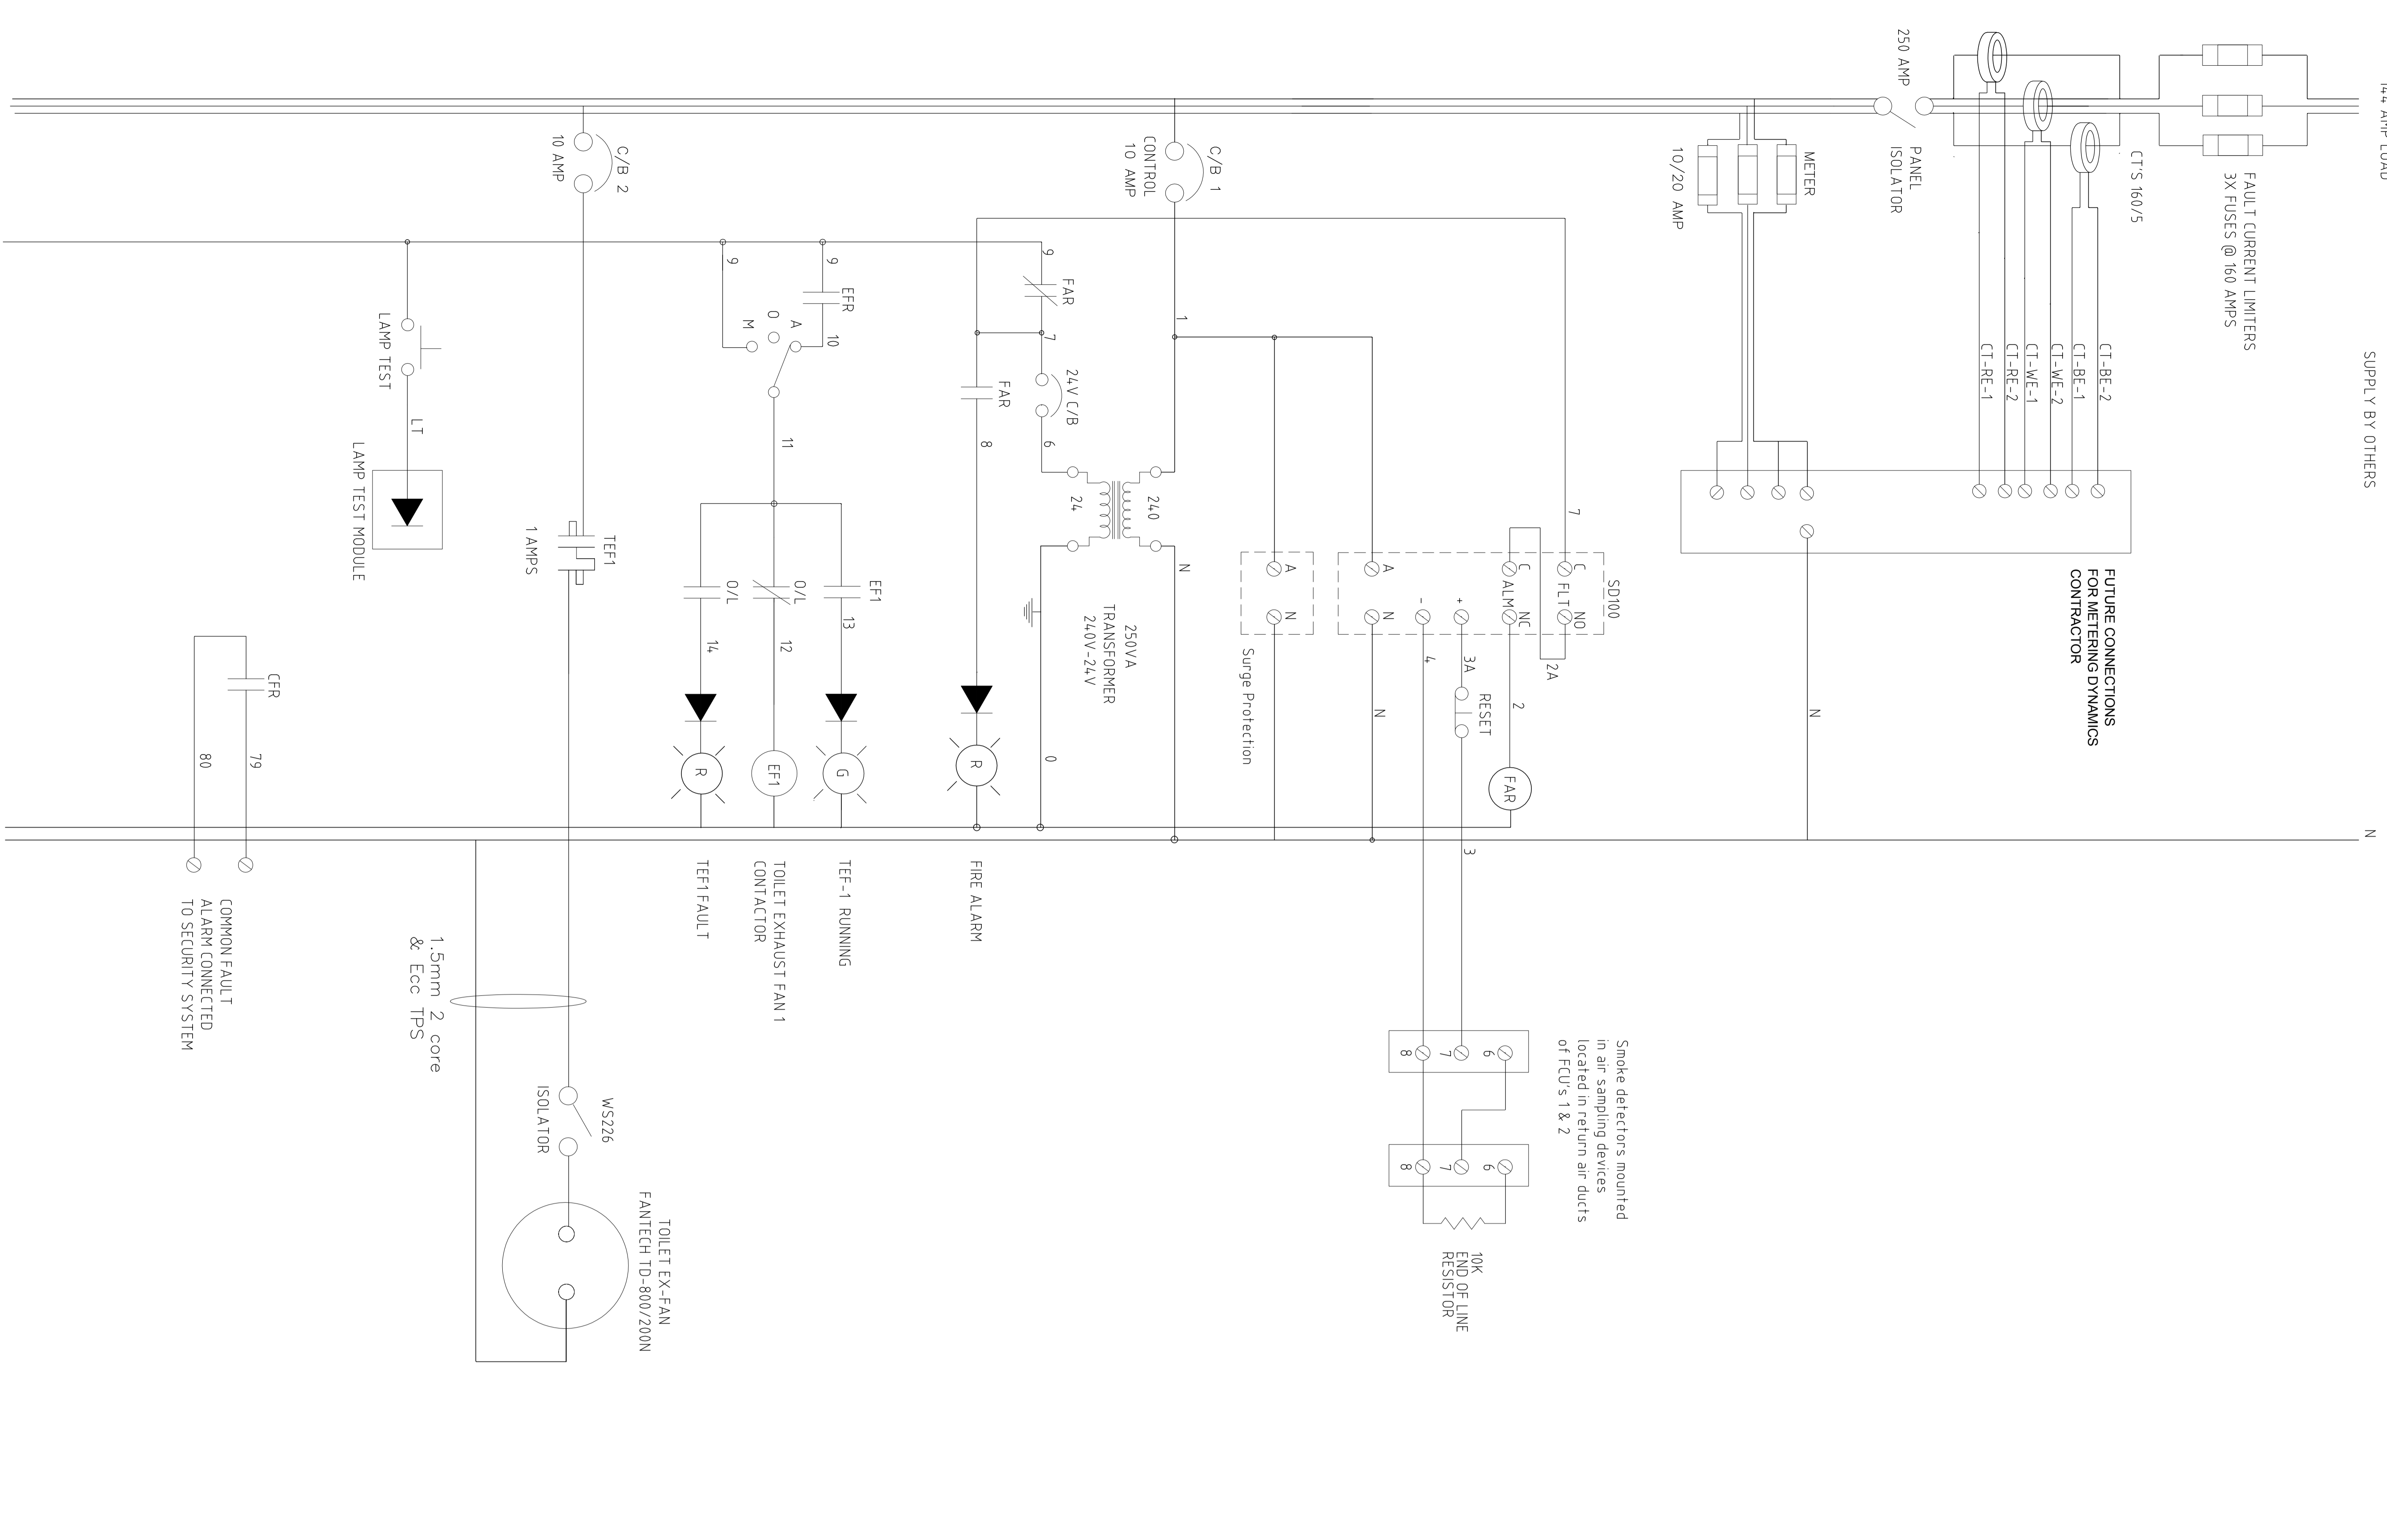 144 AMP LOAD
SUPPLY BY OTHERS
N
FAULT CURRENT LIMITERS
3X FUSES @ 160 AMPS
CT'S 160/5
CT-BE-2
CT-BE-1
CT-WE-2
CT-WE-1
CT-RE-2
CT-RE-1
250 AMP
PANEL
ISOLATOR
FUTURE CONNECTIONS
FOR METERING DYNAMICS
CONTRACTOR
METER
10/20 AMP
N
SD100
7
C
FLT
NO
2A
C
ALM
NC
2
FAR
+
3A
RESET
3
-
4
A
N
N
Smoke detectors mounted
in air sampling devices
located in return air ducts
of FCU's 1 & 2
6
7
8
6
7
8
10K
END OF LINE
RESISTOR
A
N
Surge Protection
C/B 1
CONTROL
10 AMP
1
240
N
24
250VA
TRANSFORMER
240V-24V
9
FAR
7
24V C/B
6
0
FAR
8
R
FIRE ALARM
9
EFR
10
A
O
M
9
11
EF1
13
G
TEF-1 RUNNING
O/L
12
EF1
TOILET EXHAUST FAN 1
CONTACTOR
O/L
14
R
TEF1 FAULT
C/B 2
10 AMP
TEF1
1 AMPS
WS226
ISOLATOR
TOILET EX-FAN
FANTECH TD-800/200N
1.5mm 2 core
& Ecc TPS
LAMP TEST
LT
LAMP TEST MODULE
CFR
79
80
COMMON FAULT
ALARM CONNECTED
TO SECURITY SYSTEM